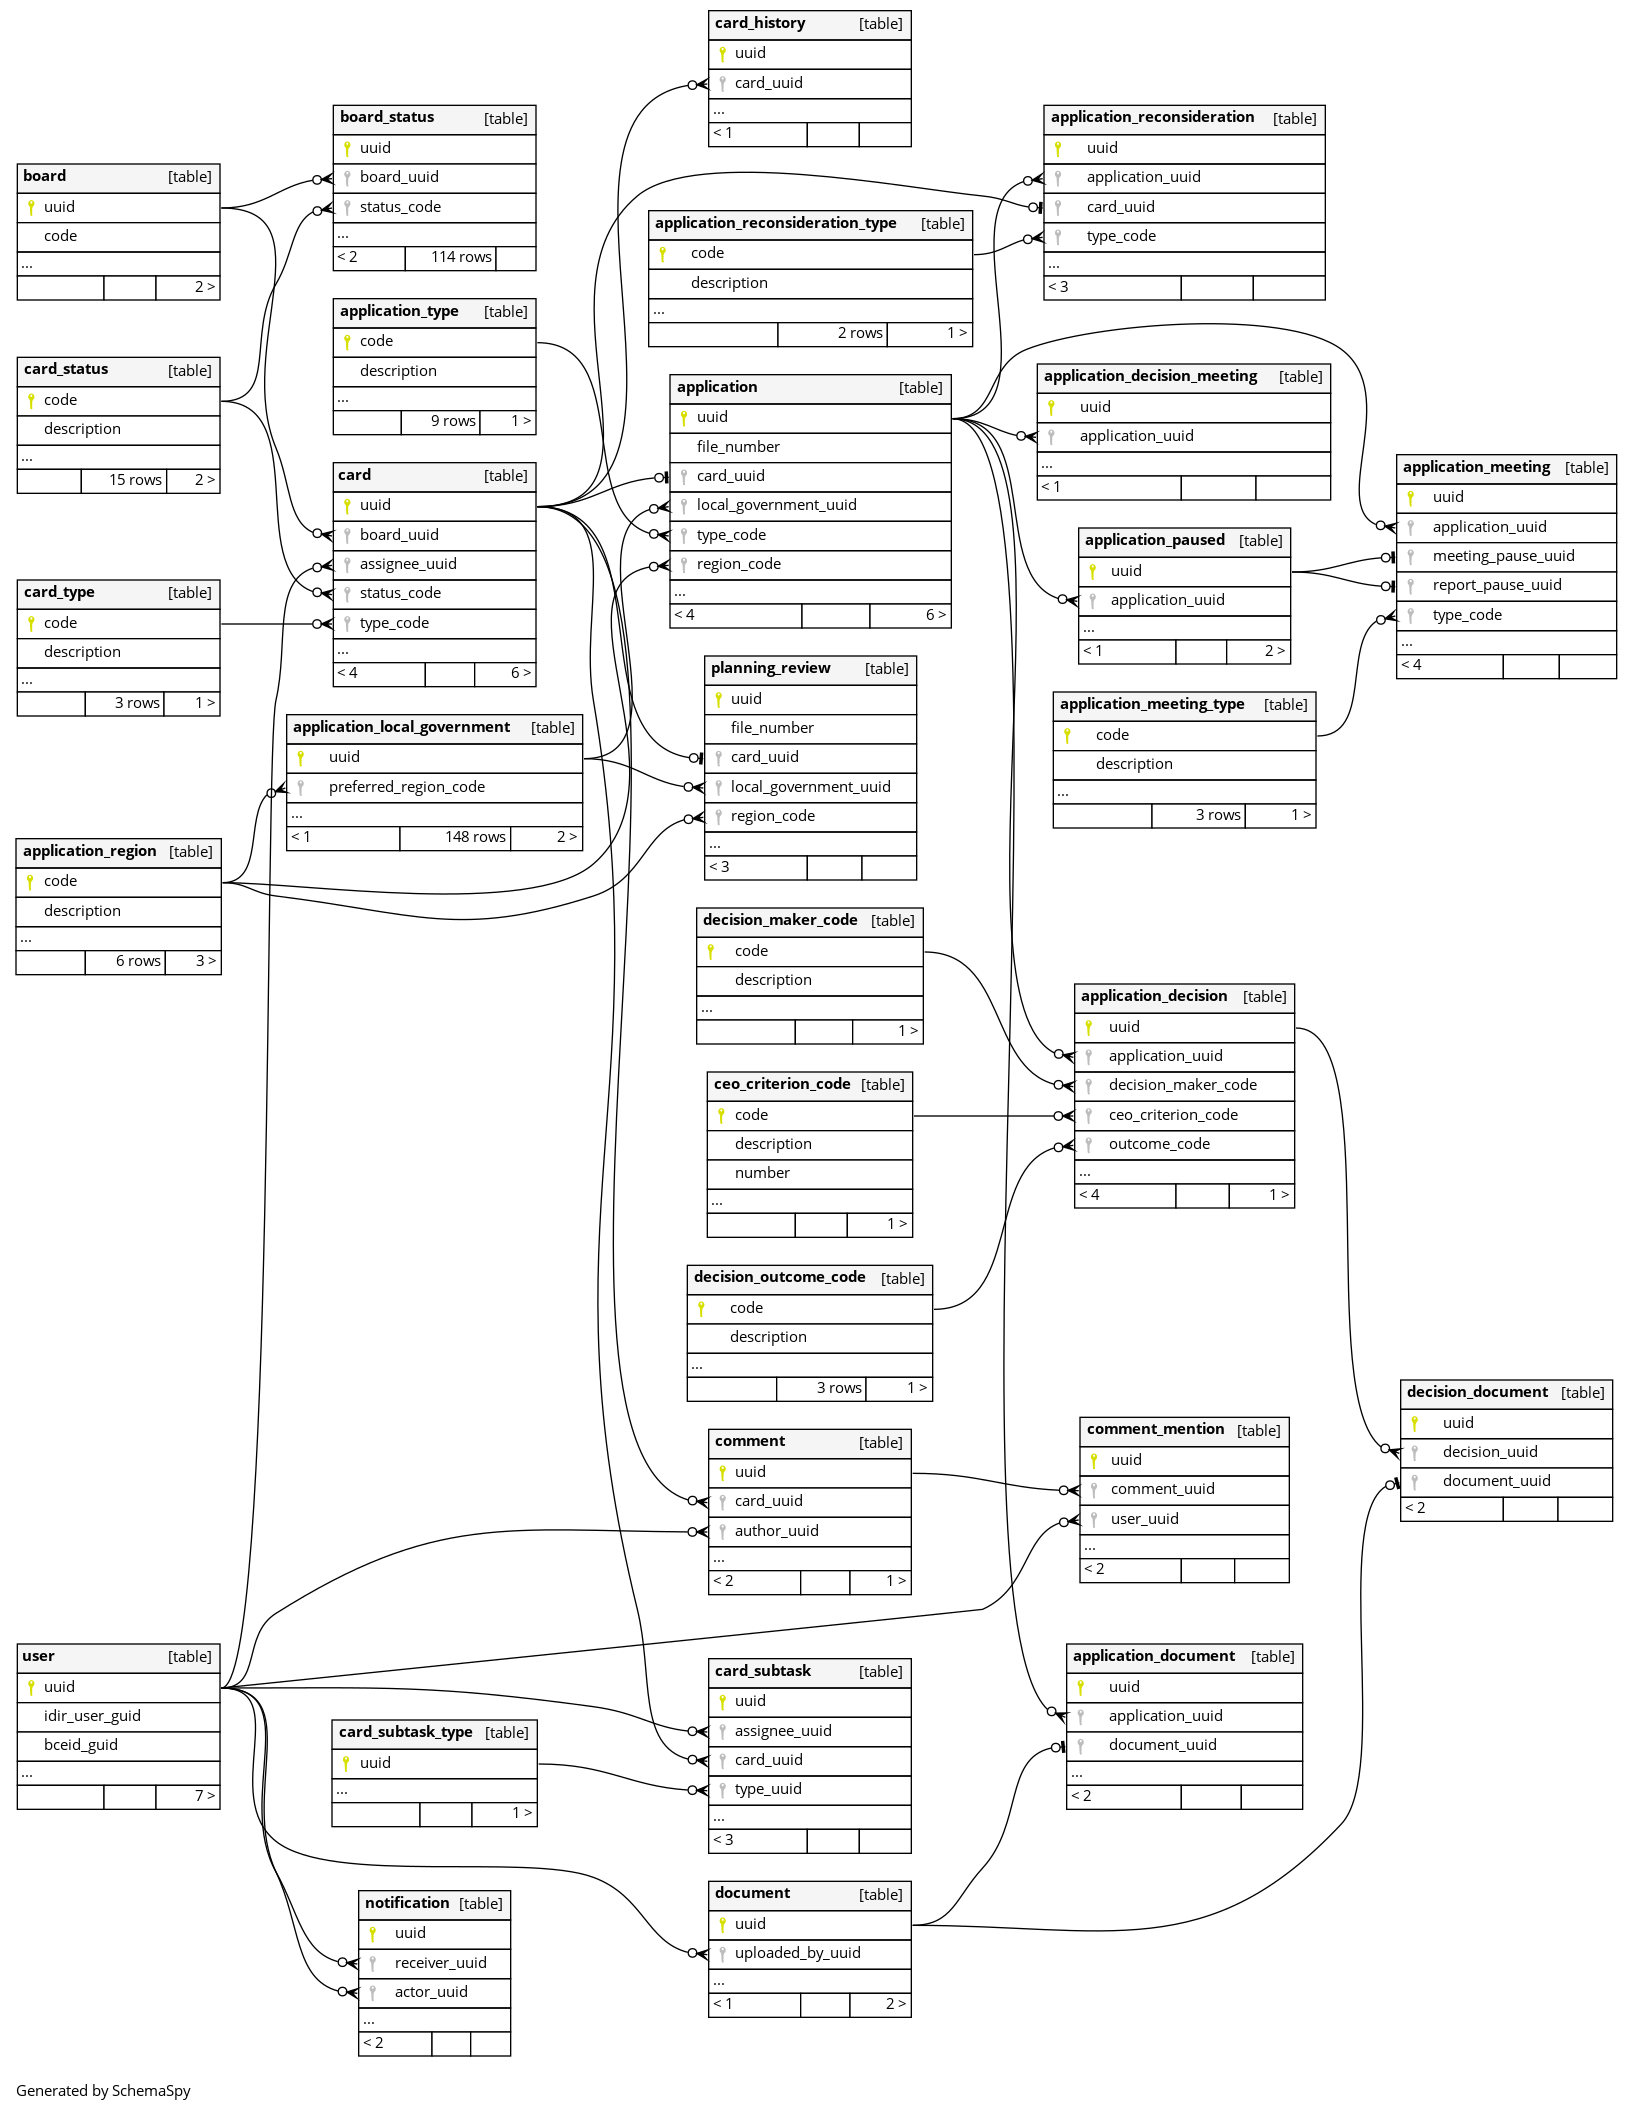 card_history [table]
uuid
card_uuid
...
< 1
board_status [table]
uuid
board_uuid
status_code
...
< 2 114 rows
application_reconsideration [table]
uuid
application_uuid
card_uuid
type_code
...
< 3
board [table]
uuid
code
...
2 >
application_reconsideration_type [table]
code
description
...
2 rows 1 >
application_type [table]
code
description
...
9 rows 1 >
card_status [table]
code
description
...
15 rows 2 >
application [table]
uuid
file_number
card_uuid
local_government_uuid
type_code
region_code
...
< 4 6 >
application_decision_meeting [table]
uuid
application_uuid
...
< 1
card [table]
uuid
board_uuid
assignee_uuid
status_code
type_code
...
< 4 6 >
application_meeting [table]
uuid
application_uuid
meeting_pause_uuid
report_pause_uuid
type_code
...
< 4
application_paused [table]
uuid
application_uuid
...
< 1 2 >
card_type [table]
code
description
...
3 rows 1 >
planning_review [table]
uuid
file_number
card_uuid
local_government_uuid
region_code
...
< 3
application_meeting_type [table]
code
description
...
3 rows 1 >
application_local_government [table]
uuid
preferred_region_code
...
< 1 148 rows 2 >
application_region [table]
code
description
...
6 rows 3 >
decision_maker_code [table]
code
description
...
1 >
application_decision [table]
uuid
application_uuid
decision_maker_code
ceo_criterion_code
outcome_code
...
< 4 1 >
ceo_criterion_code [table]
code
description
number
...
1 >
decision_outcome_code [table]
code
description
...
3 rows 1 >
decision_document [table]
uuid
decision_uuid
document_uuid
< 2
comment [table]
uuid
card_uuid
author_uuid
...
< 2 1 >
comment_mention [table]
uuid
comment_uuid
user_uuid
...
< 2
user [table]
uuid
idir_user_guid
bceid_guid
...
7 >
card_subtask [table]
uuid
assignee_uuid
card_uuid
type_uuid
...
< 3
application_document [table]
uuid
application_uuid
document_uuid
...
< 2
card_subtask_type [table]
uuid
...
1 >
document [table]
uuid
uploaded_by_uuid
...
< 1 2 >
notification [table]
uuid
receiver_uuid
actor_uuid
...
< 2
Generated by SchemaSpy